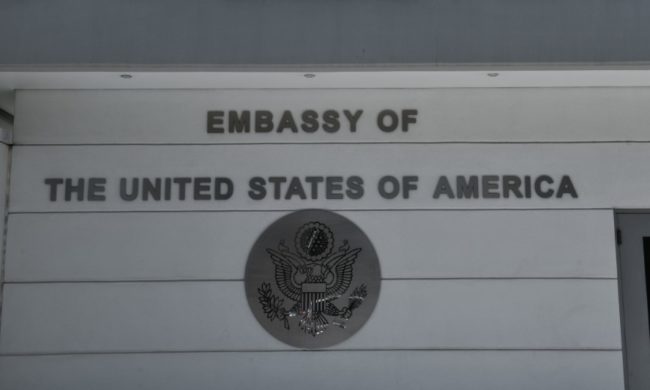 EMBASSY OF
THE UNITED STATES OF AMERICA